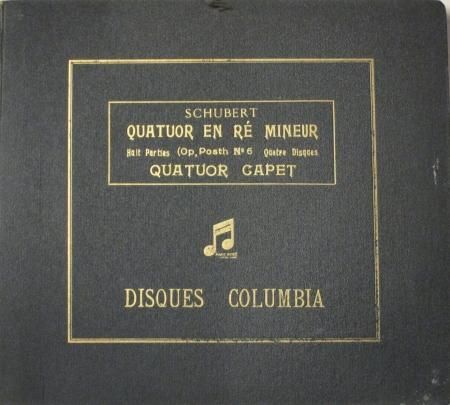 SCHUBERT
QUATUOR EN RÉ MINEUR
Huit Parties (Op. Posth Nº 6 Quatre Disques
QUATUOR CAPET
DISQUES COLUMBIA